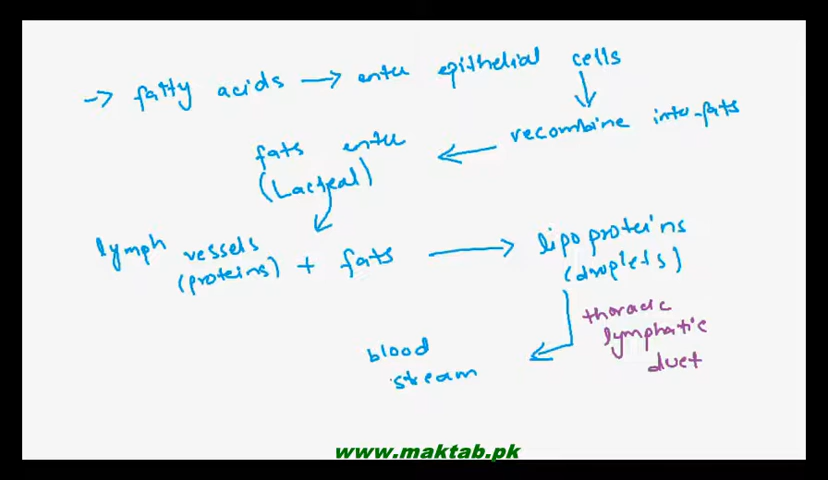 → fatty acids → enter epithelial cells
recombine into fats
fats enter
(Lacteal)
lymph vessels
(proteins) + fats → lipoproteins
(droplets)
thoracic
lymphatic
duct
blood
stream
www.maktab.pk